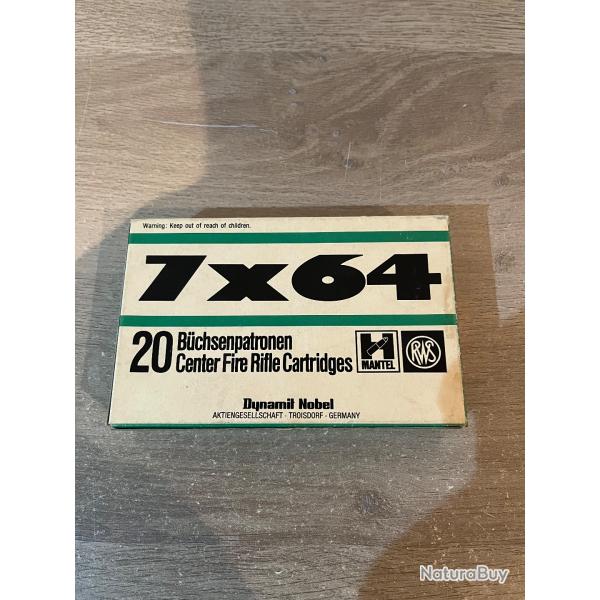 Warning: Keep out of reach of children.
7x64
20 Büchsenpatronen
Center Fire Rifle Cartridges
H-MANTEL
RWS
Dynamit Nobel
AKTIENGESELLSCHAFT · TROISDORF · GERMANY
NaturaBuy